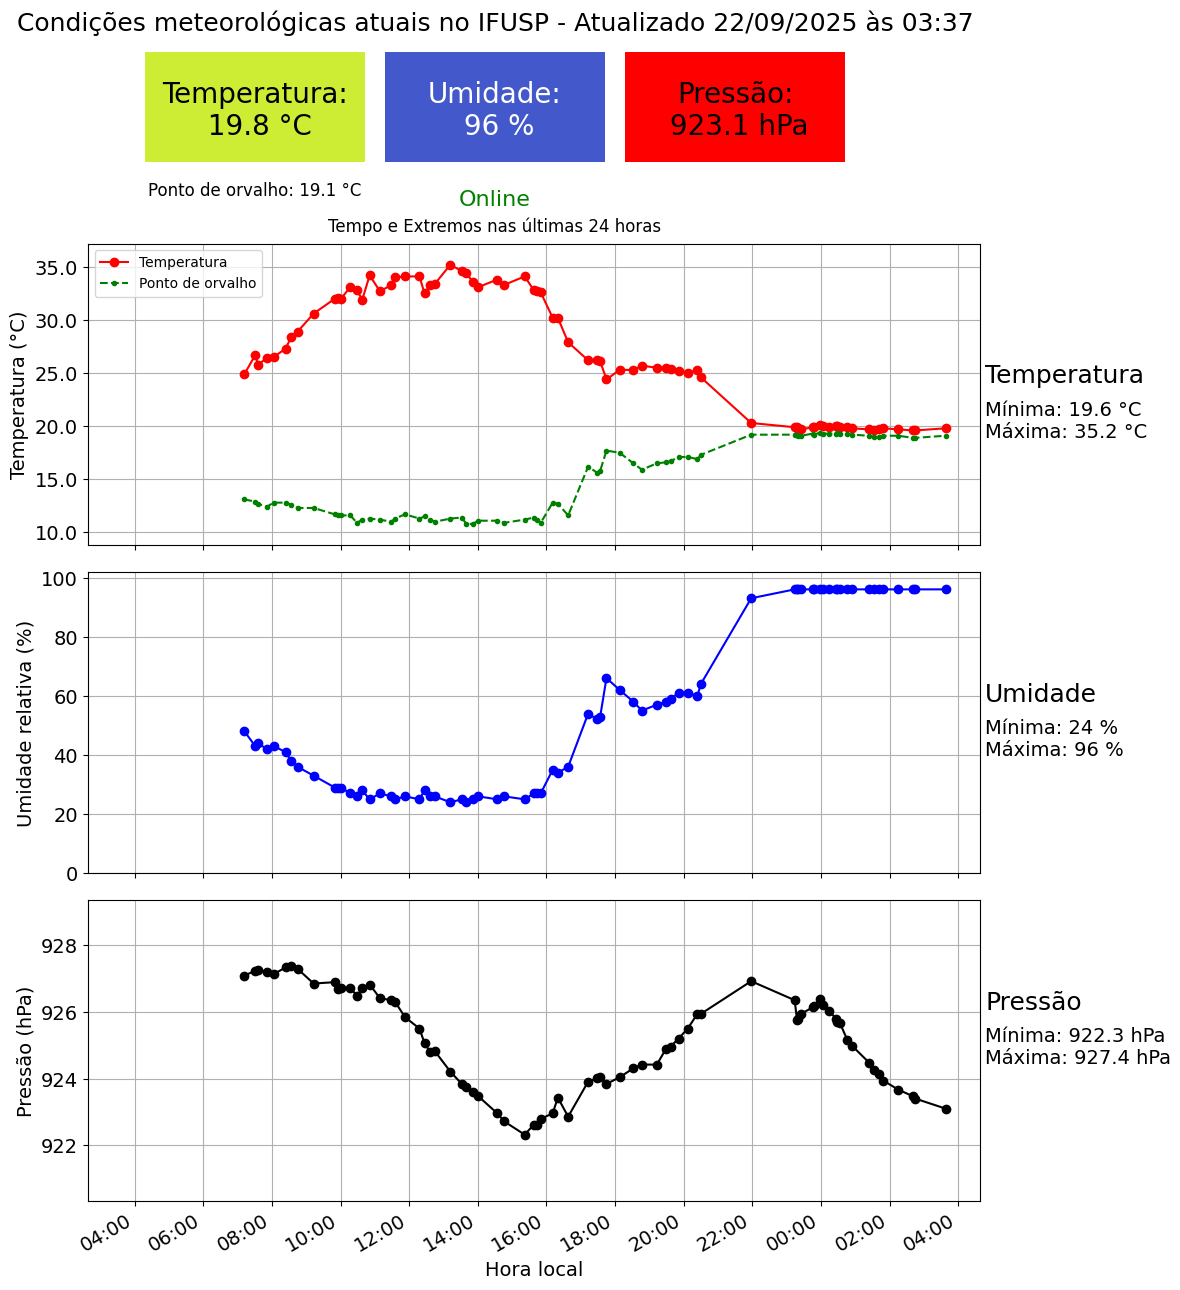 Condições meteorológicas atuais no IFUSP - Atualizado 22/09/2025 às 03:37
Temperatura:
19.8 °C
Umidade:
96 %
Pressão:
923.1 hPa
Ponto de orvalho: 19.1 °C
Online
Tempo e Extremos nas últimas 24 horas
Temperatura
Ponto de orvalho
Temperatura (°C)
35.0
30.0
25.0
20.0
15.0
10.0
Temperatura
Mínima: 19.6 °C
Máxima: 35.2 °C
Umidade relativa (%)
100
80
60
40
20
0
Umidade
Mínima: 24 %
Máxima: 96 %
Pressão (hPa)
928
926
924
922
Pressão
Mínima: 922.3 hPa
Máxima: 927.4 hPa
04:00 06:00 08:00 10:00 12:00 14:00 16:00 18:00 20:00 22:00 00:00 02:00 04:00
Hora local